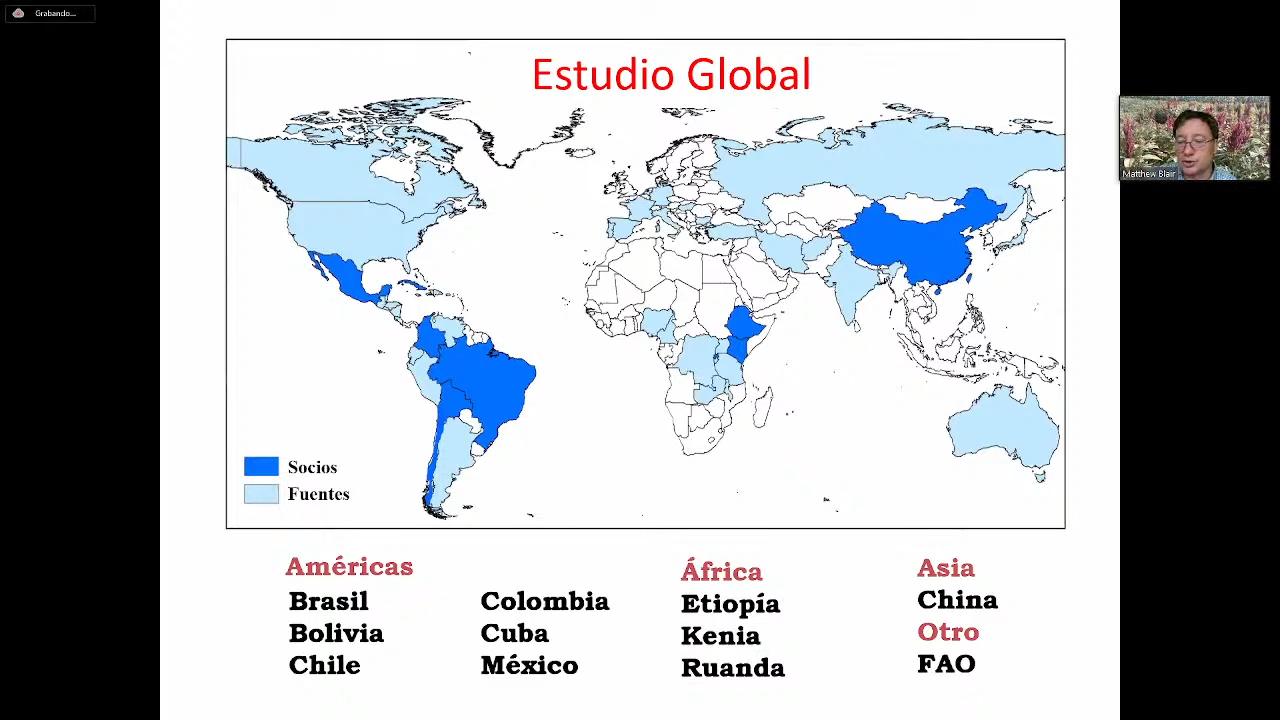 Grabando...
Estudio Global
Matthew Blair
Socios
Fuentes
Américas
Brasil
Bolivia
Chile
Colombia
Cuba
México
África
Etiopía
Kenia
Ruanda
Asia
China
Otro
FAO